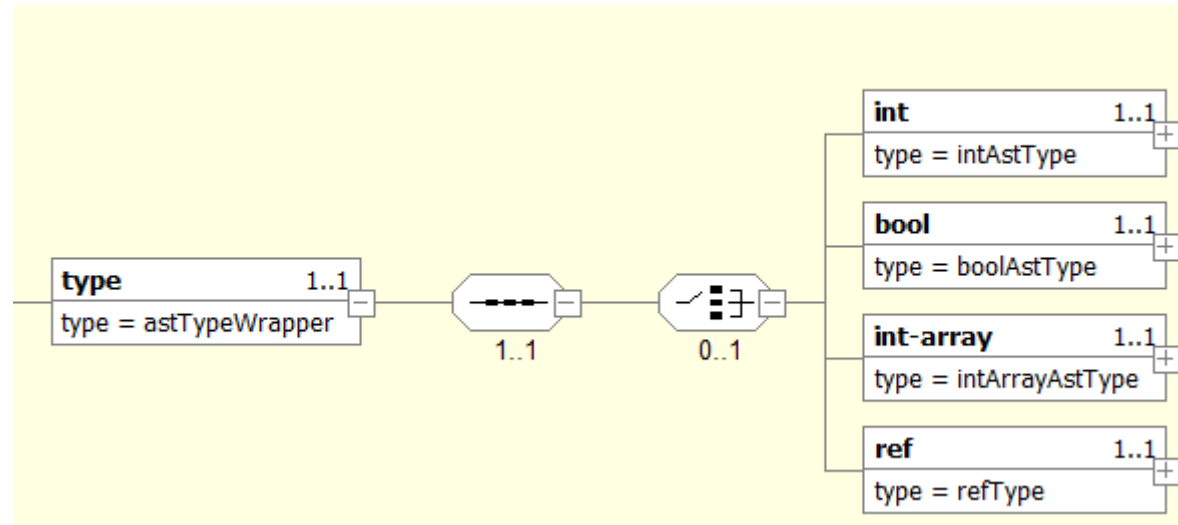 int 1..1
type = intAstType
bool 1..1
type = boolAstType
type 1..1
type = astTypeWrapper
1..1
0..1
int-array 1..1
type = intArrayAstType
ref 1..1
type = refType